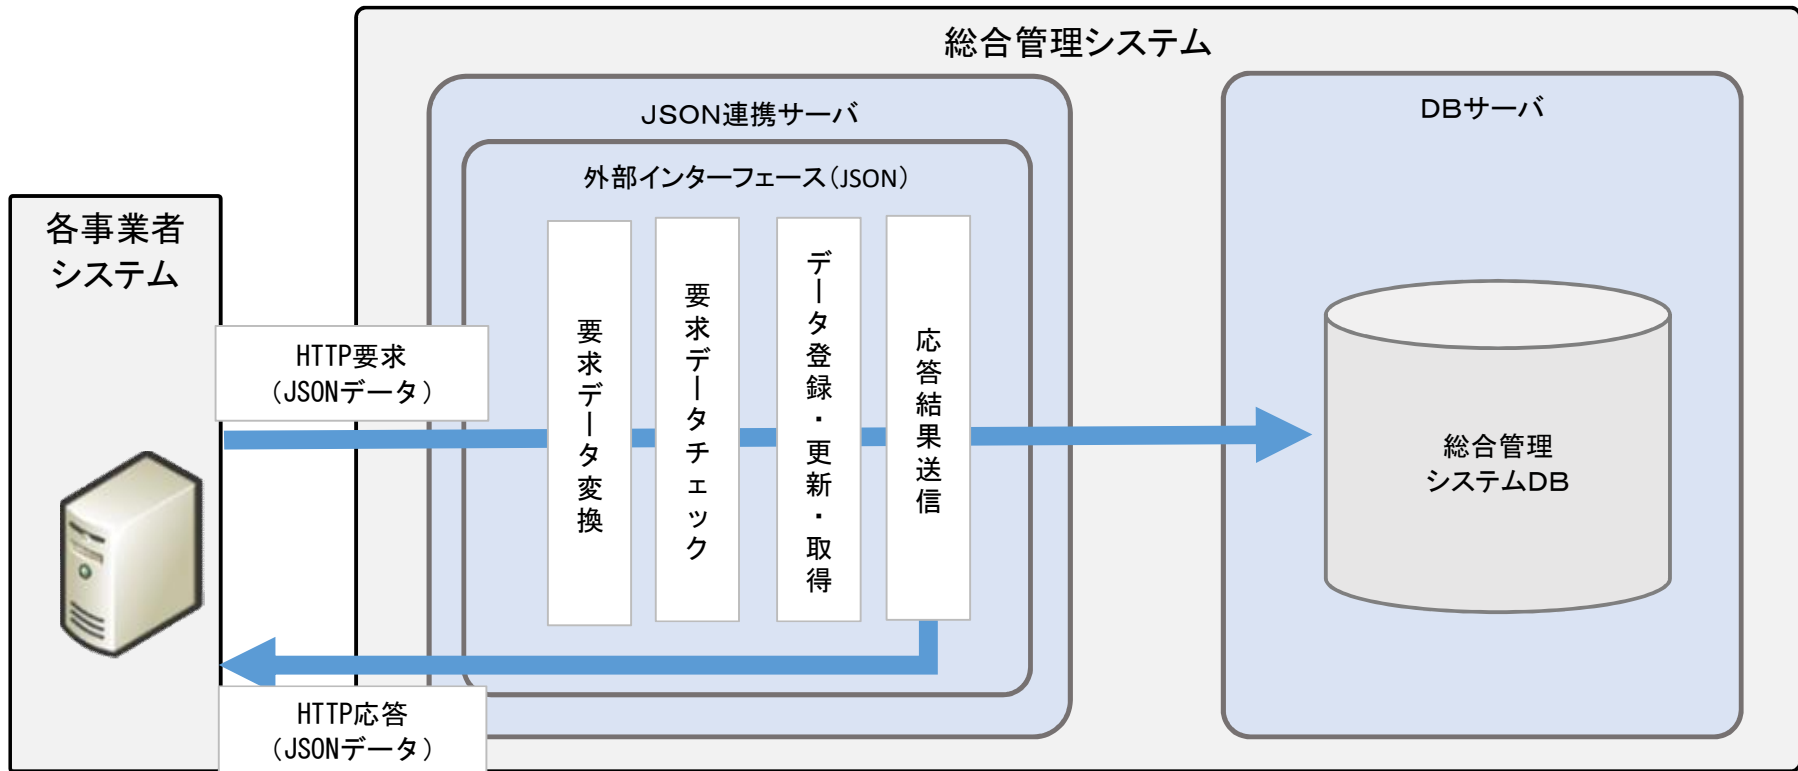 総合管理システム
JSON連携サーバ
DBサーバ
外部インターフェース(JSON)
各事業者
システム
HTTP要求
(JSONデータ)
要求データ変換
要求データチェック
データ登録・更新・取得
応答結果送信
総合管理
システムDB
HTTP応答
(JSONデータ)